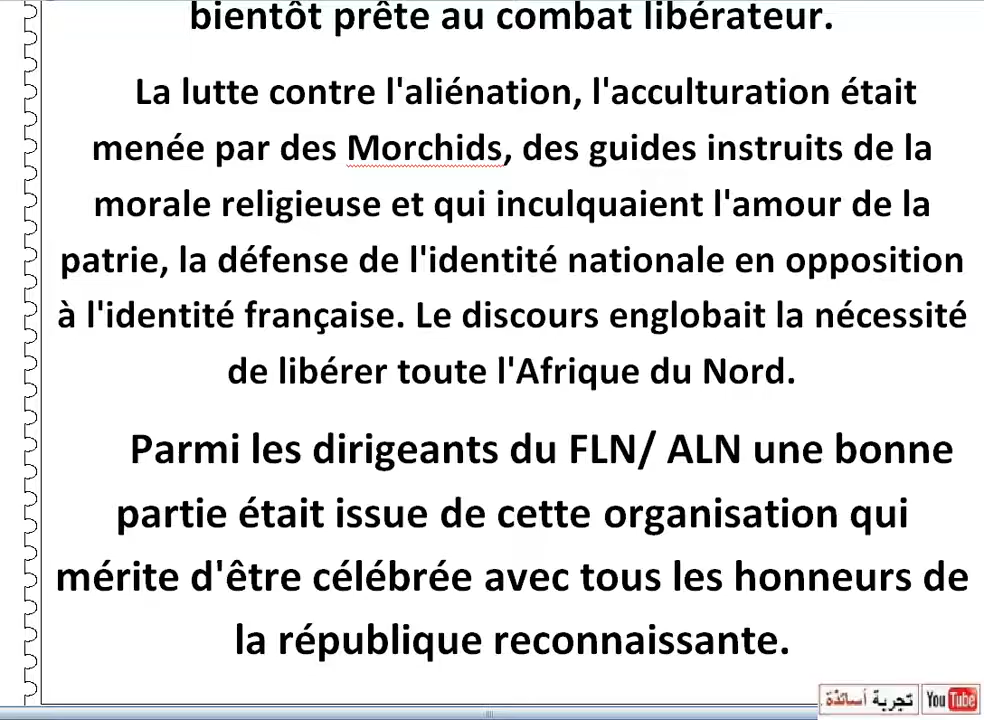 bientôt prête au combat libérateur.
La lutte contre l'aliénation, l'acculturation était
menée par des Morchids, des guides instruits de la
morale religieuse et qui inculquaient l'amour de la
patrie, la défense de l'identité nationale en opposition
à l'identité française. Le discours englobait la nécessité
de libérer toute l'Afrique du Nord.
Parmi les dirigeants du FLN/ ALN une bonne
partie était issue de cette organisation qui
mérite d'être célébrée avec tous les honneurs de
la république reconnaissante.
تجربة أساتذة
You Tube